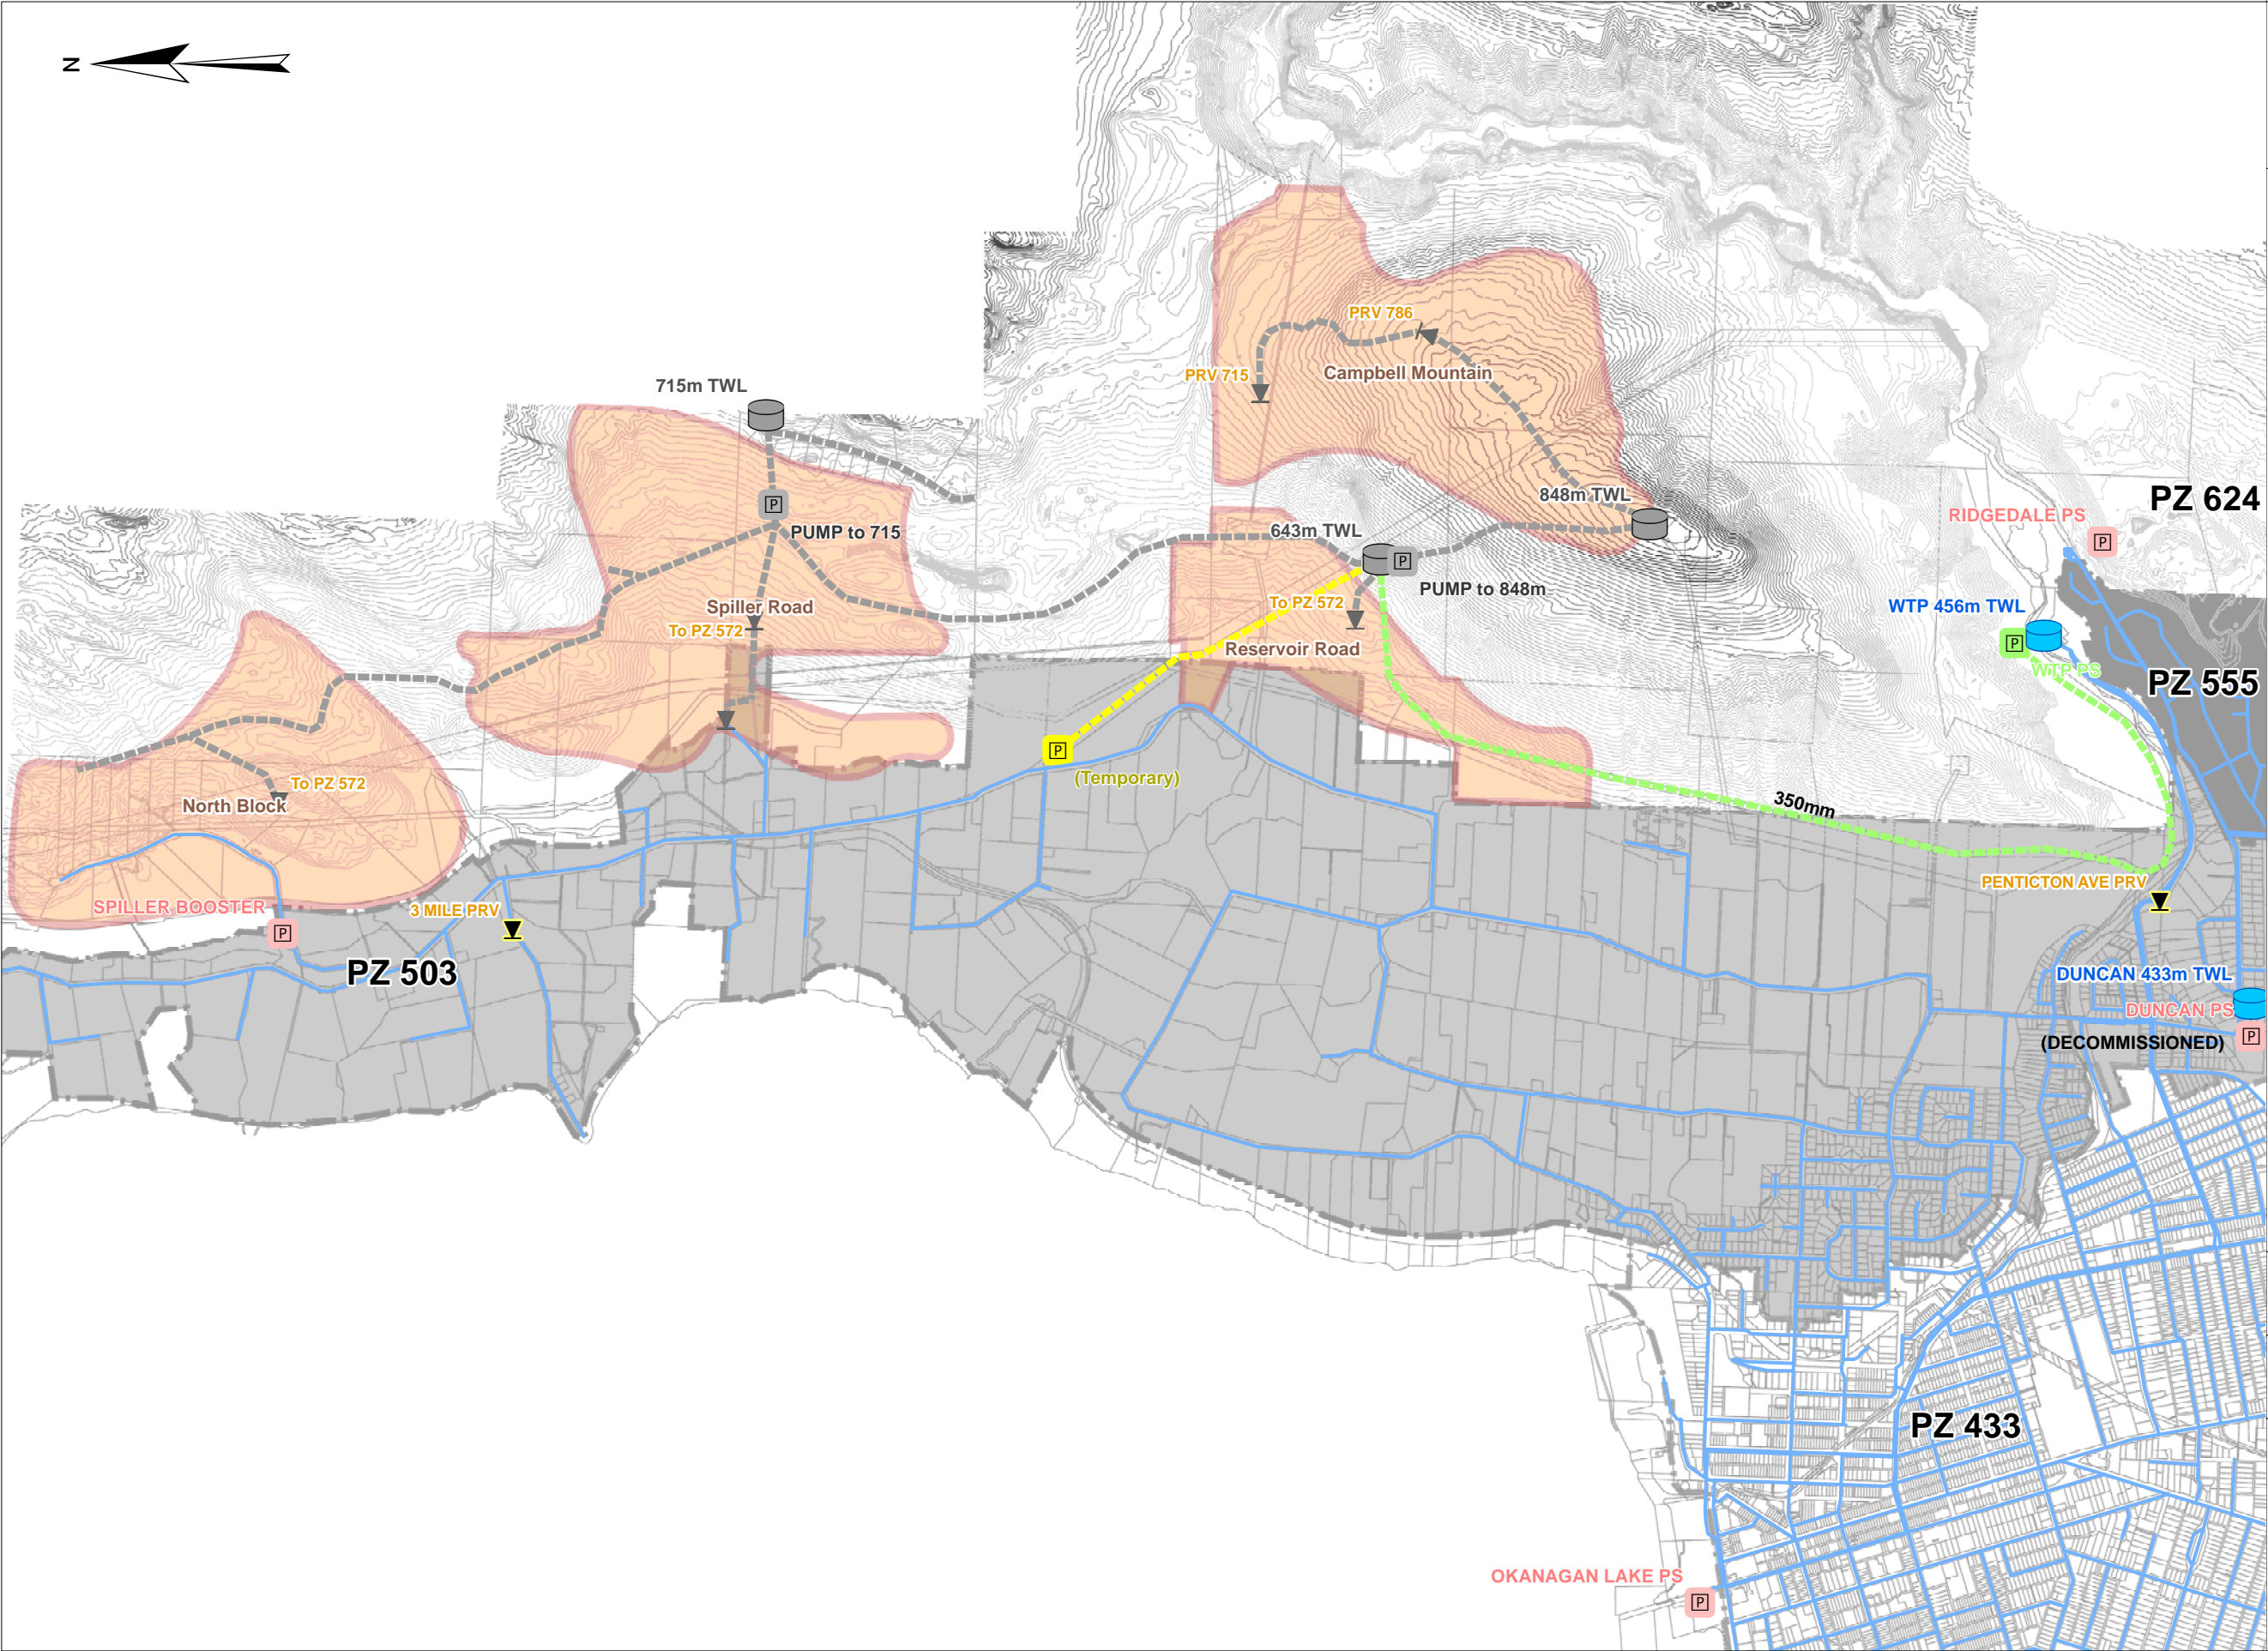 N
PRV 786
PRV 715
Campbell Mountain
715m TWL
848m TWL
PZ 624
P
RIDGEDALE PS
PUMP to 715
643m TWL
P
P
PUMP to 848m
Spiller Road
To PZ 572
To PZ 572
WTP 456m TWL
P
WTP PS
Reservoir Road
PZ 555
P
(Temporary)
To PZ 572
North Block
350mm
PENTICTON AVE PRV
SPILLER BOOSTER
3 MILE PRV
P
PZ 503
DUNCAN 433m TWL
DUNCAN PS
(DECOMMISSIONED)
P
PZ 433
OKANAGAN LAKE PS
P